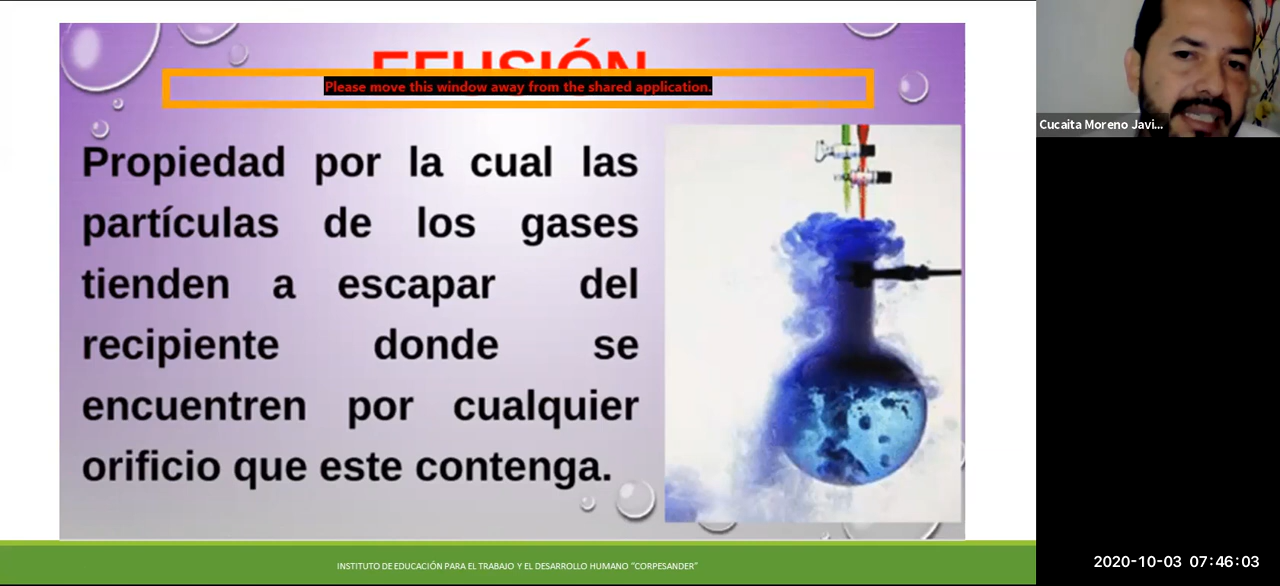 EFUSIÓN
Please move this window away from the shared application.
Propiedad por la cual las
partículas de los gases
tienden a escapar del
recipiente donde se
encuentren por cualquier
orificio que este contenga.
Cucaita Moreno Javi...
INSTITUTO DE EDUCACIÓN PARA EL TRABAJO Y EL DESARROLLO HUMANO "CORPESANDER"
2020-10-03 07:46:03